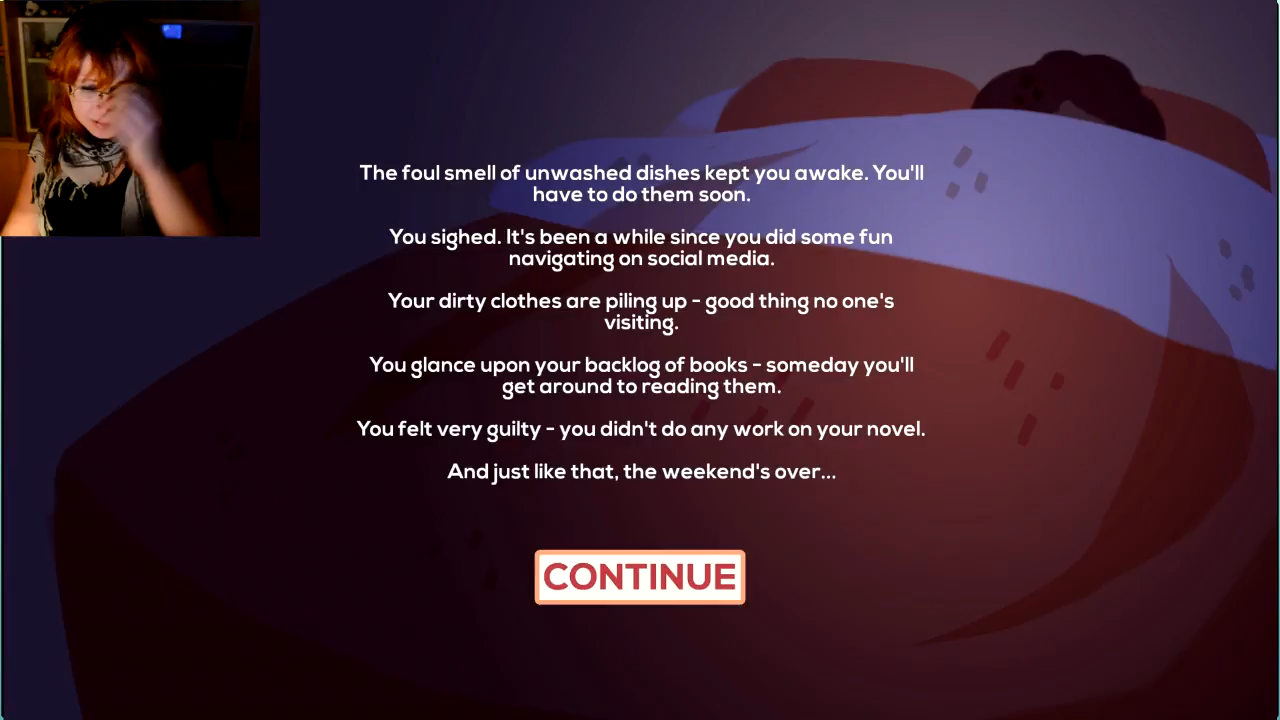 The foul smell of unwashed dishes kept you awake. You'll
have to do them soon.
You sighed. It's been a while since you did some fun
navigating on social media.
Your dirty clothes are piling up - good thing no one's
visiting.
You glance upon your backlog of books - someday you'll
get around to reading them.
You felt very guilty - you didn't do any work on your novel.
And just like that, the weekend's over...
CONTINUE